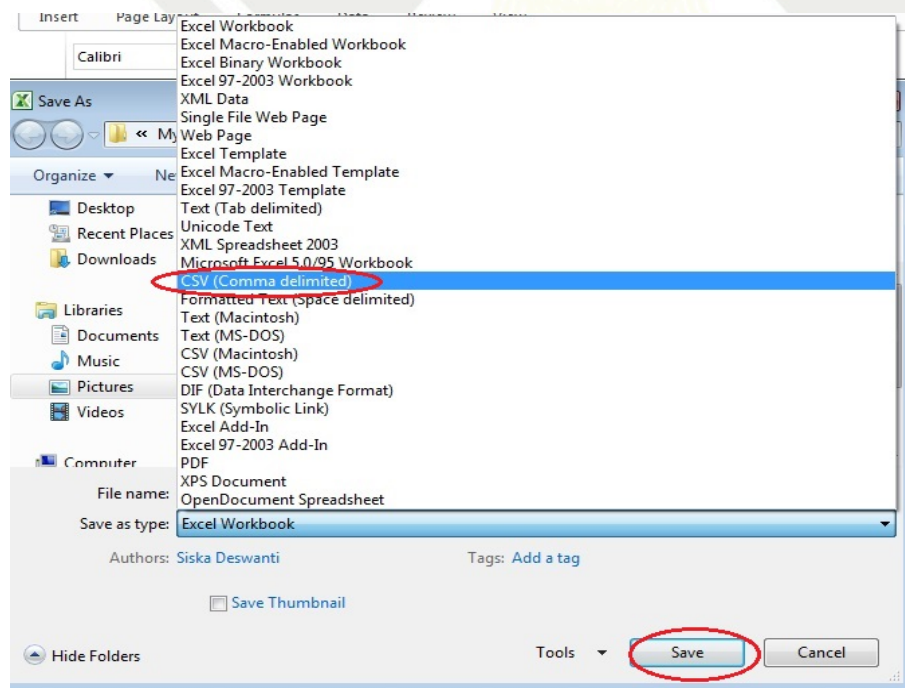 Insert Page Lay
Calibri
Excel Workbook
Excel Macro-Enabled Workbook
Excel Binary Workbook
Excel 97-2003 Workbook
XML Data
Single File Web Page
Web Page
Excel Template
Excel Macro-Enabled Template
Excel 97-2003 Template
Text (Tab delimited)
Unicode Text
XML Spreadsheet 2003
Microsoft Excel 5.0/95 Workbook
CSV (Comma delimited)
Formatted Text (Space delimited)
Text (Macintosh)
Text (MS-DOS)
CSV (Macintosh)
CSV (MS-DOS)
DIF (Data Interchange Format)
SYLK (Symbolic Link)
Excel Add-In
Excel 97-2003 Add-In
PDF
XPS Document
OpenDocument Spreadsheet
Save As
« My
Organize Ne
Desktop
Recent Places
Downloads
Libraries
Documents
Music
Pictures
Videos
Computer
File name:
Save as type: Excel Workbook
Authors: Siska Deswanti Tags: Add a tag
Save Thumbnail
Hide Folders Tools Save Cancel